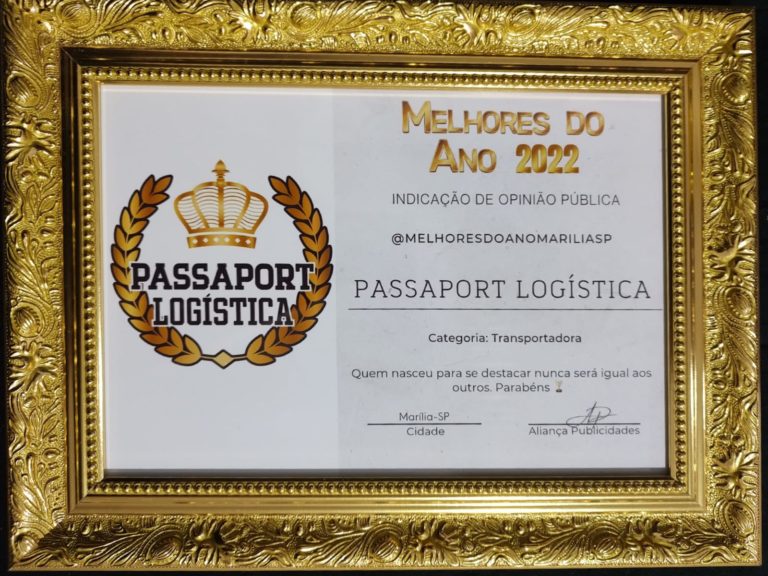 PASSAPORT
LOGÍSTICA
MELHORES DO
ANO 2022
INDICAÇÃO DE OPINIÃO PÚBLICA
@MELHORESDOANOMARILIASP
PASSAPORT LOGÍSTICA
Categoria: Transportadora
Quem nasceu para se destacar nunca será igual aos
outros. Parabéns 🏆
Marília-SP
Cidade
Aliança Publicidades